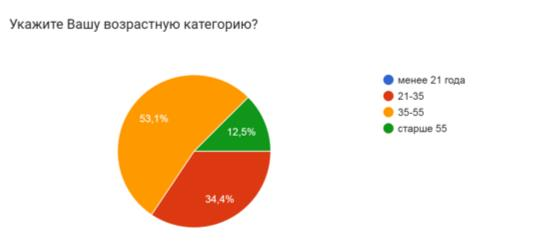 Укажите Вашу возрастную категорию?
менее 21 года
21-35
35-55
старше 55
53,1%
12,5%
34,4%